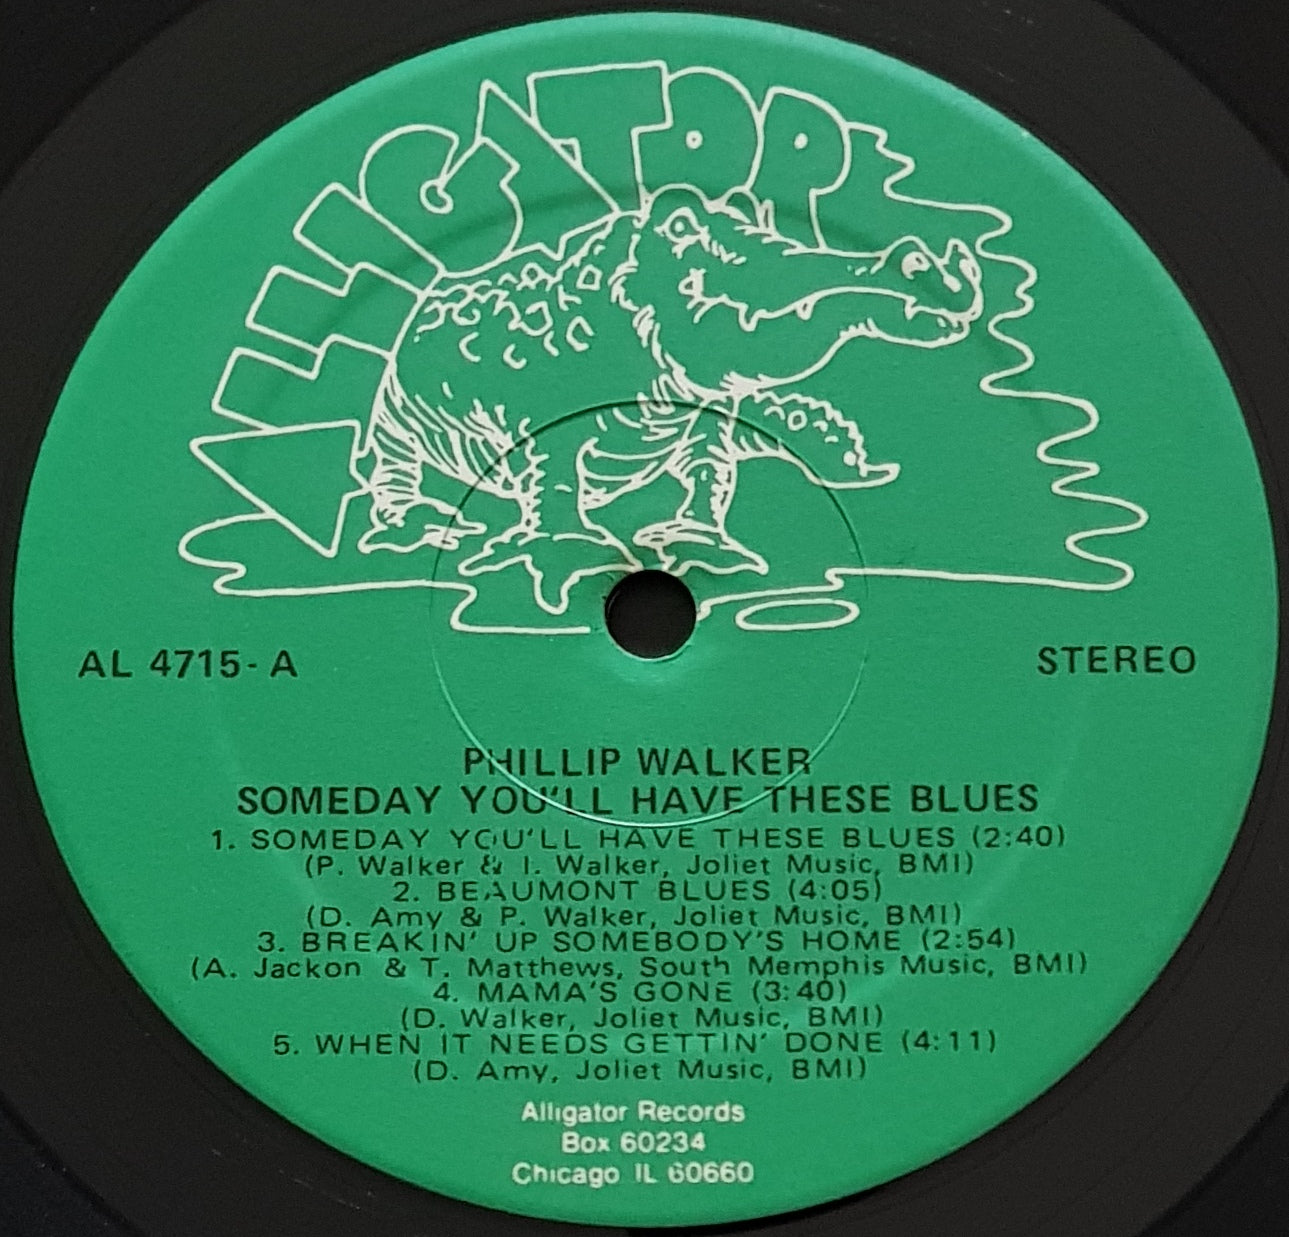 ALLIGATOR
AL 4715-A
STEREO
PHILLIP WALKER
SOMEDAY YOU'LL HAVE THESE BLUES
1. SOMEDAY YOU'LL HAVE THESE BLUES (2:40)
(P. Walker & I. Walker, Joliet Music, BMI)
2. BEAUMONT BLUES (4:05)
(D. Amy & P. Walker, Joliet Music, BMI)
3. BREAKIN' UP SOMEBODY'S HOME (2:54)
(A. Jackon & T. Matthews, South Memphis Music, BMI)
4. MAMA'S GONE (3:40)
(D. Walker, Joliet Music, BMI)
5. WHEN IT NEEDS GETTIN' DONE (4:11)
(D. Amy, Joliet Music, BMI)
Alligator Records
Box 60234
Chicago IL 60660